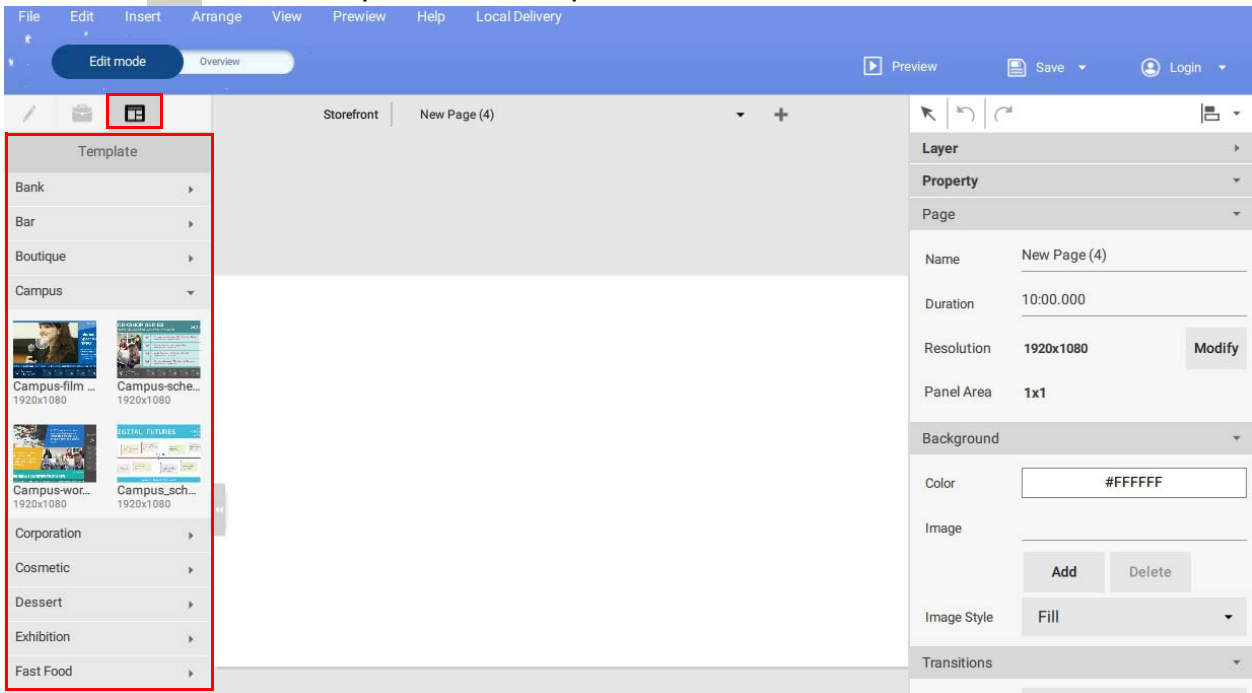 File Edit Insert Arrange View Prewiew Help Local Delivery
Edit mode Overview
Preview Save Login
Storefront New Page (4)
Template
Bank
Bar
Boutique
Campus
Campus-film ...
1920x1080
Campus-sche...
1920x1080
DIGITAL FUTURES
Campus-wor...
1920x1080
Campus_sch...
1920x1080
Corporation
Cosmetic
Dessert
Exhibition
Fast Food
Layer
Property
Page
Name New Page (4)
Duration 10:00.000
Resolution 1920x1080 Modify
Panel Area 1x1
Background
Color #FFFFFF
Image
Add Delete
Image Style Fill
Transitions